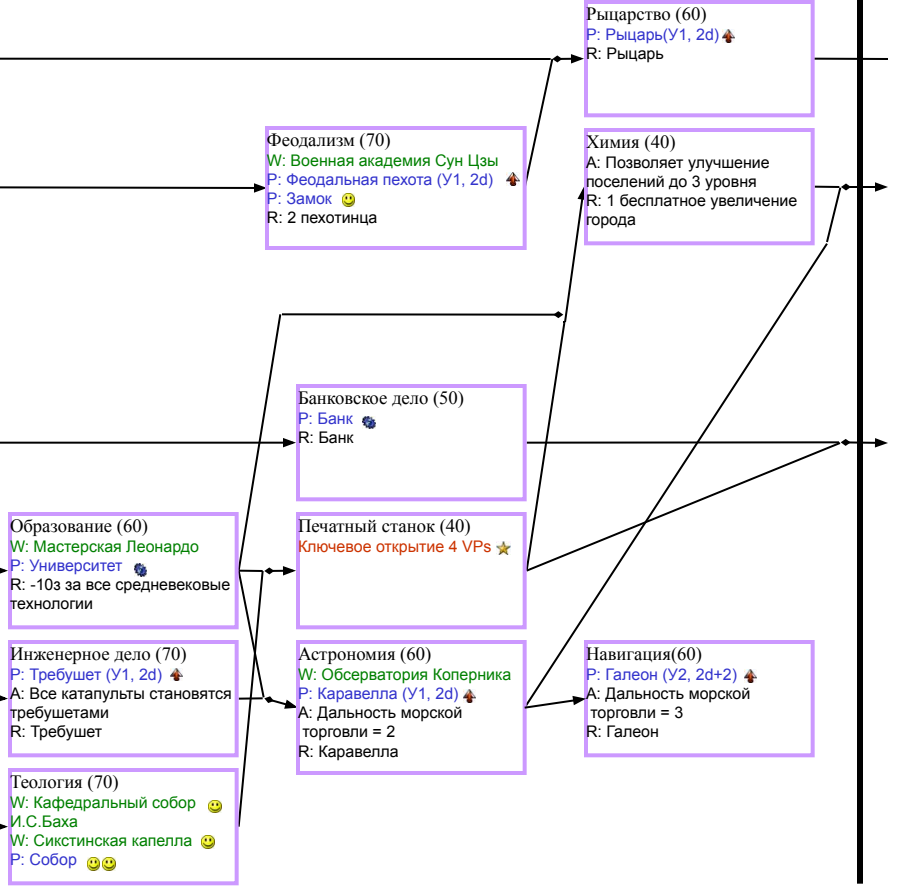 Рыцарство (60)
P: Рыцарь(У1, 2d)
R: Рыцарь
Феодализм (70)
W: Военная академия Сун Цзы
P: Феодальная пехота (У1, 2d)
P: Замок
R: 2 пехотинца
Химия (40)
A: Позволяет улучшение
поселений до 3 уровня
R: 1 бесплатное увеличение
города
Банковское дело (50)
P: Банк
R: Банк
Образование (60)
W: Мастерская Леонардо
P: Университет
R: -10з за все средневековые
технологии
Печатный станок (40)
Ключевое открытие 4 VPs
Инженерное дело (70)
P: Требушет (У1, 2d)
A: Все катапульты становятся
требушетами
R: Требушет
Астрономия (60)
W: Обсерватория Коперника
P: Каравелла (У1, 2d)
A: Дальность морской
торговли = 2
R: Каравелла
Навигация(60)
P: Галеон (У2, 2d+2)
A: Дальность морской
торговли = 3
R: Галеон
Теология (70)
W: Кафедральный собор
И.С.Баха
W: Сикстинская капелла
P: Собор